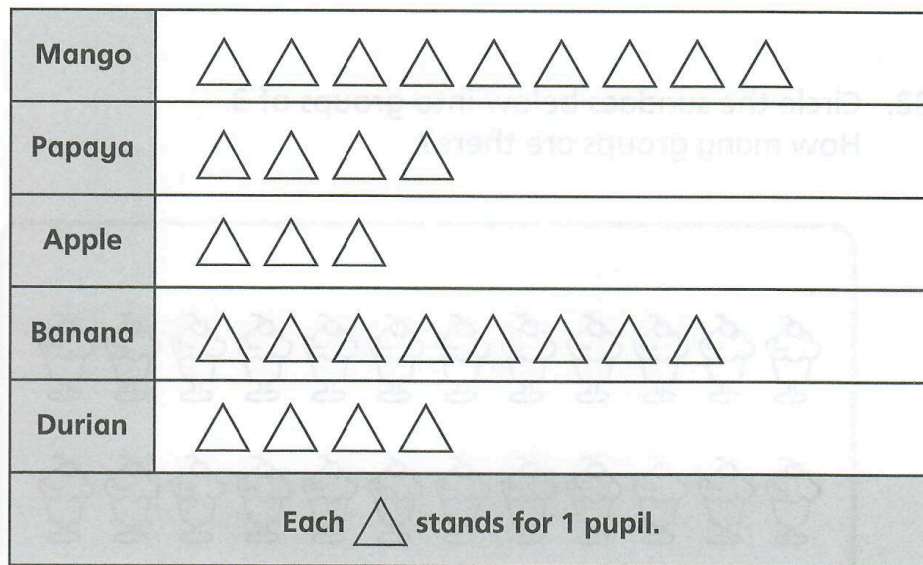 Mango
Papaya
Apple
Banana
Durian
Each △ stands for 1 pupil.